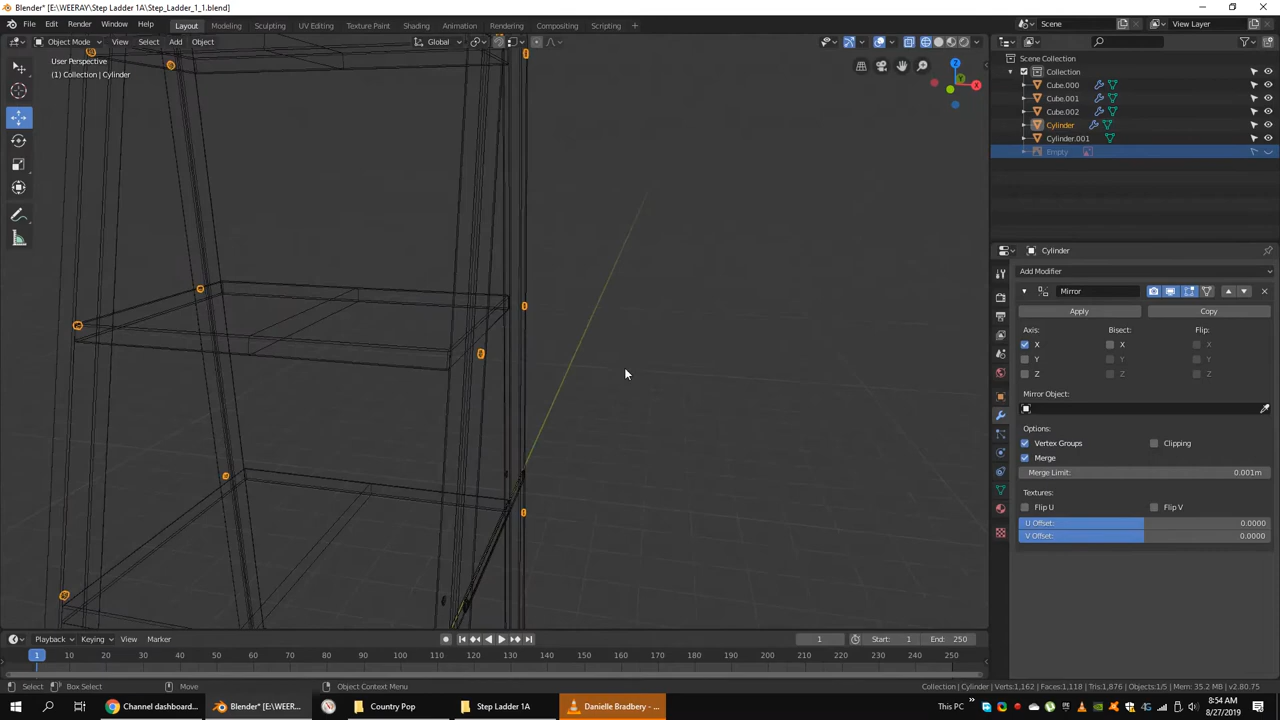 Blender* [E:\WEERAY\Step Ladder 1A\Step_Ladder_1_1.blend]
File Edit Render Window Help Layout Modeling Sculpting UV Editing Texture Paint Shading Animation Rendering Compositing Scripting Scene View Layer
Object Mode View Select Add Object Global
User Perspective
(1) Collection | Cylinder
Scene Collection
Collection
Cube.000
Cube.001
Cube.002
Cylinder
Cylinder.001
Empty
Cylinder
Add Modifier
Mirror
Apply Copy
Axis: Bisect: Flip:
X X X
Y Y Y
Z Z Z
Mirror Object:
Options:
Vertex Groups Clipping
Merge
Merge Limit: 0.001m
Textures:
Flip U Flip V
U Offset: 0.0000
V Offset: 0.0000
Playback Keying View Marker 1 Start: 1 End: 250
1 10 20 30 40 50 60 70 80 90 100 110 120 130 140 150 160 170 180 190 200 210 220 230 240 250
Select Box Select Move Object Context Menu Collection | Cylinder | Verts:1,162 | Faces:1,118 | Tris:1,876 | Objects:1/5 | Mem: 35.2 MB | v2.80.75
Channel dashboard... Blender* [E:\WEER... Country Pop Step Ladder 1A Danielle Bradbery - ... This PC 8:54 AM
8/27/2019